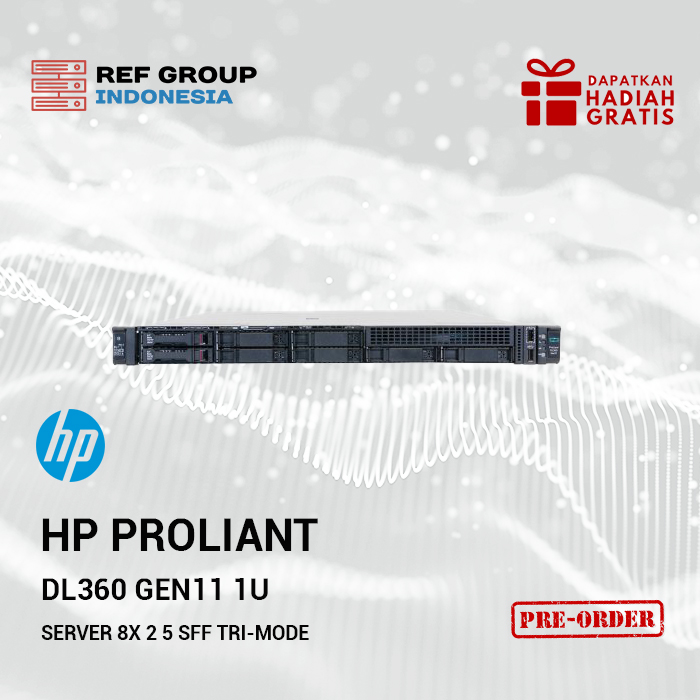 REF GROUP
INDONESIA
DAPATKAN
HADIAH
GRATIS
hp
HP PROLIANT
DL360 GEN11 1U
SERVER 8X 2 5 SFF TRI-MODE
PRE-ORDER